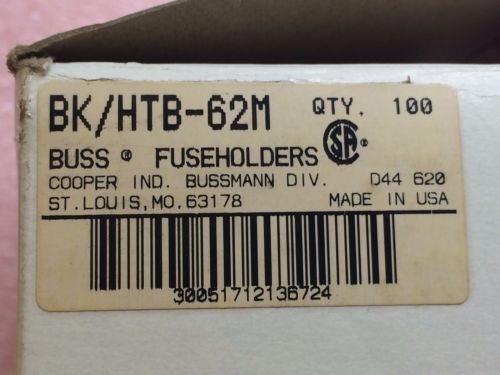 BK/HTB-62M QTY. 100
BUSS ® FUSEHOLDERS SA ®
COOPER IND. BUSSMANN DIV. D44 620
ST.LOUIS,MO.63178 MADE IN USA
30051712136724